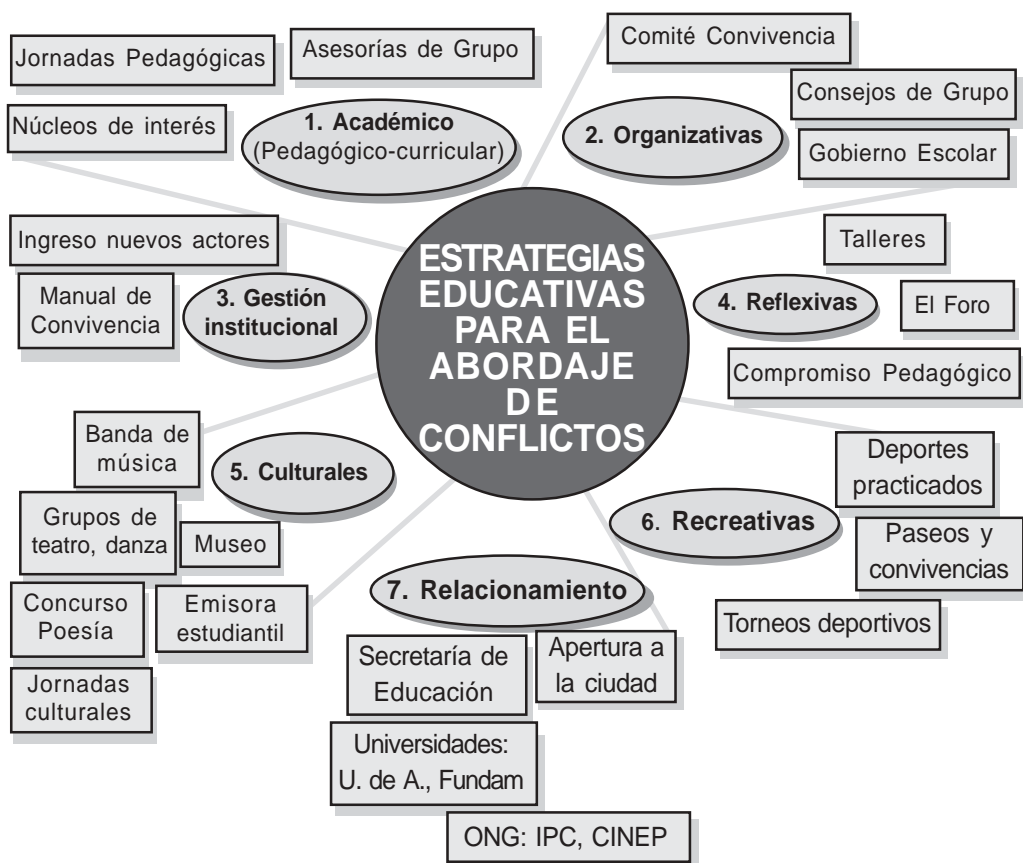 ESTRATEGIAS
EDUCATIVAS
PARA EL
ABORDAJE
DE
CONFLICTOS
1. Académico
(Pedagógico-curricular)
Jornadas Pedagógicas
Asesorías de Grupo
Núcleos de interés
2. Organizativas
Comité Convivencia
Consejos de Grupo
Gobierno Escolar
3. Gestión
institucional
Ingreso nuevos actores
Manual de
Convivencia
4. Reflexivas
Talleres
El Foro
Compromiso Pedagógico
5. Culturales
Banda de
música
Grupos de
teatro, danza
Museo
Concurso
Poesía
Emisora
estudiantil
Jornadas
culturales
6. Recreativas
Deportes
practicados
Paseos y
convivencias
Torneos deportivos
7. Relacionamiento
Secretaría de
Educación
Apertura a
la ciudad
Universidades:
U. de A., Fundam
ONG: IPC, CINEP